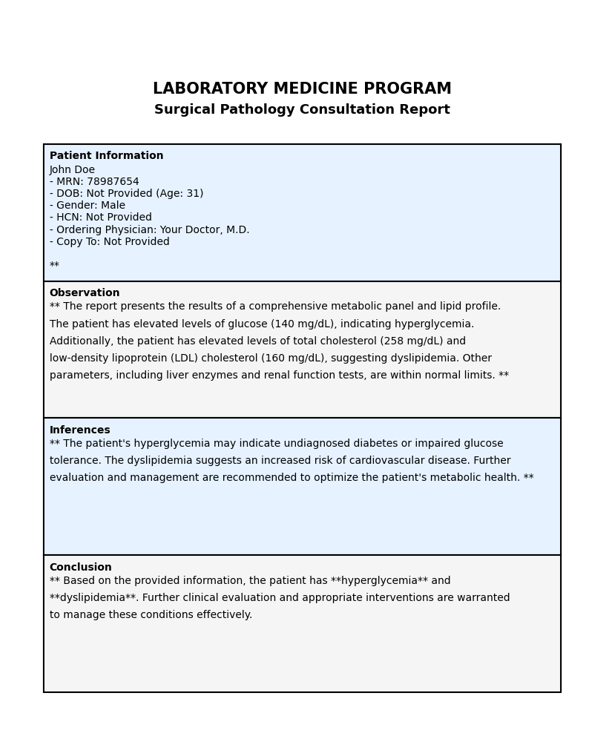 LABORATORY MEDICINE PROGRAM
Surgical Pathology Consultation Report
Patient Information
John Doe
- MRN: 78987654
- DOB: Not Provided (Age: 31)
- Gender: Male
- HCN: Not Provided
- Ordering Physician: Your Doctor, M.D.
- Copy To: Not Provided
**
Observation
** The report presents the results of a comprehensive metabolic panel and lipid profile.
The patient has elevated levels of glucose (140 mg/dL), indicating hyperglycemia.
Additionally, the patient has elevated levels of total cholesterol (258 mg/dL) and
low-density lipoprotein (LDL) cholesterol (160 mg/dL), suggesting dyslipidemia. Other
parameters, including liver enzymes and renal function tests, are within normal limits. **
Inferences
** The patient's hyperglycemia may indicate undiagnosed diabetes or impaired glucose
tolerance. The dyslipidemia suggests an increased risk of cardiovascular disease. Further
evaluation and management are recommended to optimize the patient's metabolic health. **
Conclusion
** Based on the provided information, the patient has **hyperglycemia** and
**dyslipidemia**. Further clinical evaluation and appropriate interventions are warranted
to manage these conditions effectively.